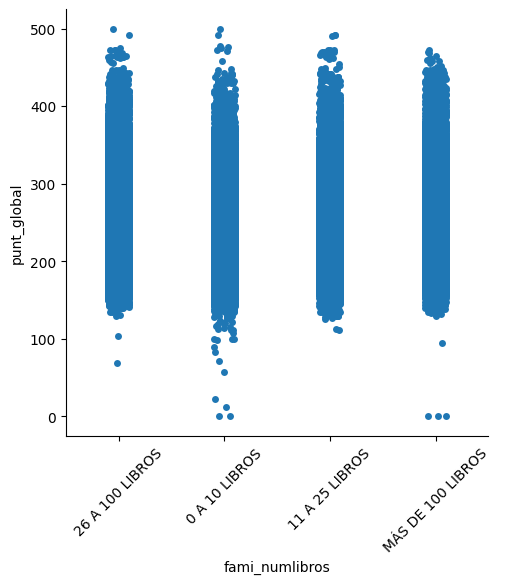 500
400
300
200
100
0
punt_global
26 A 100 LIBROS
0 A 10 LIBROS
11 A 25 LIBROS
MÁS DE 100 LIBROS
fami_numlibros